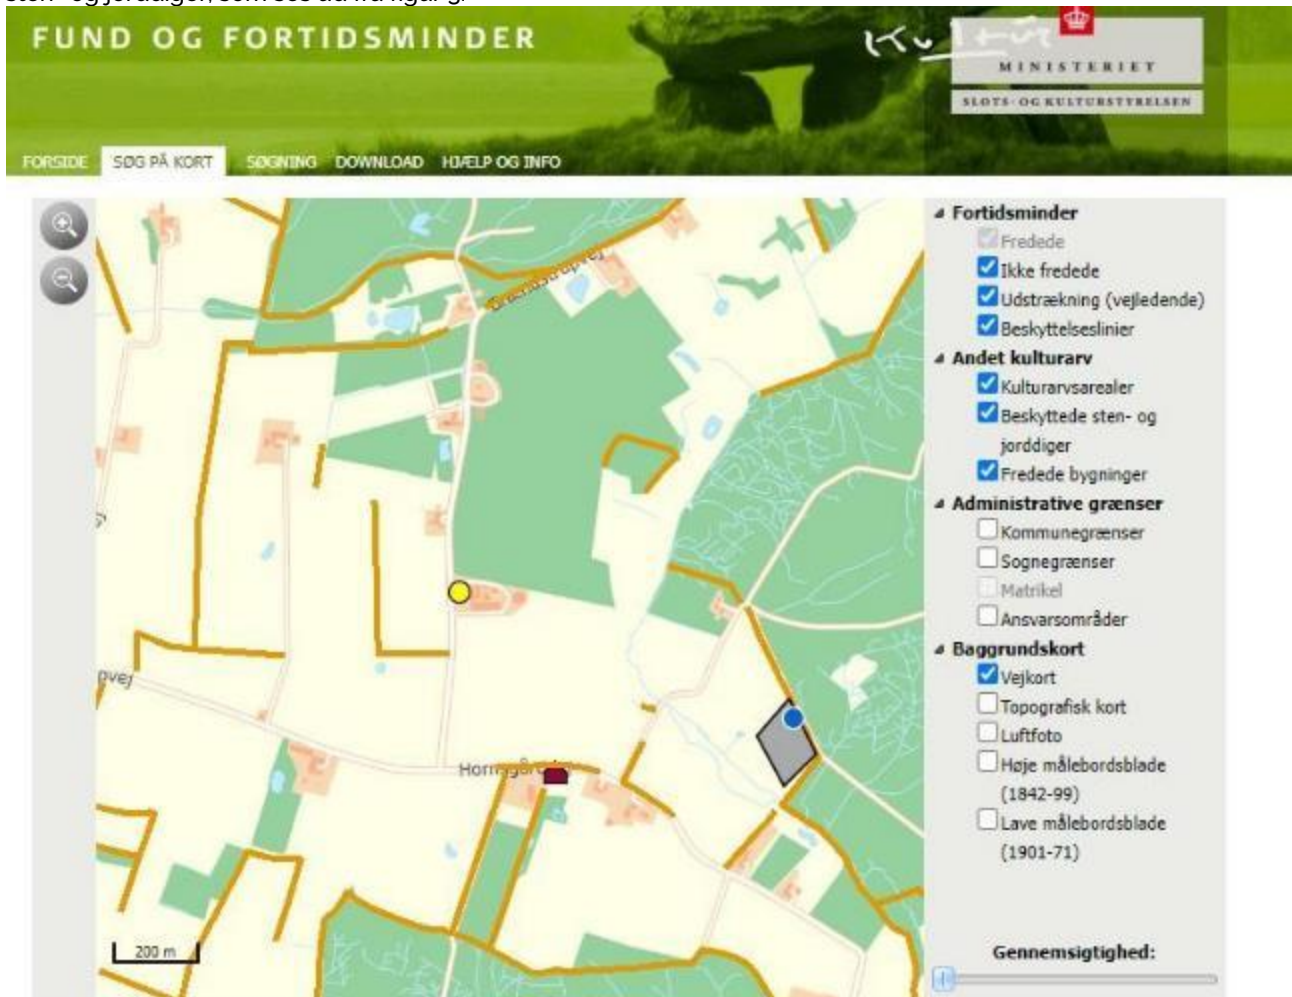 FUND OG FORTIDSMINDER
Kultur
MINISTERIET
SLOTS- OG KULTURSTYRELSEN
FORSIDE SØG PÅ KORT SØGNING DOWNLOAD HJÆLP OG INFO
Fortidsminder
Fredede
Ikke fredede
Udstrækning (vejledende)
Beskyttelseslinier
Andet kulturarv
Kulturarvsarealer
Beskyttede sten- og
jorddiger
Fredede bygninger
Administrative grænser
Kommunegrænser
Sognegrænser
Matrikel
Ansvarsområder
Baggrundskort
Vejkort
Topografisk kort
Luftfoto
Høje målebordsblade
(1842-99)
Lave målebordsblade
(1901-71)
200 m
Gennemsigtighed: